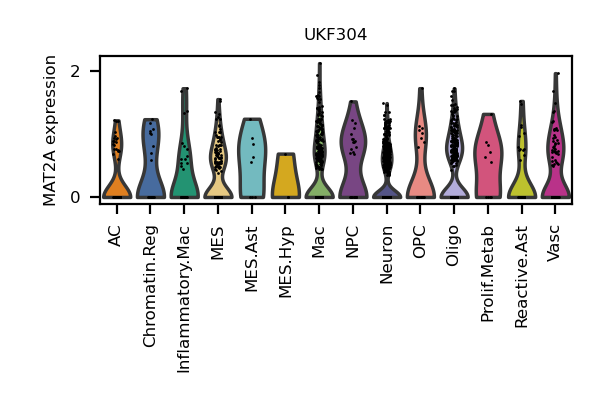 UKF304
MAT2A expression
2
0
AC
Chromatin.Reg
Inflammatory.Mac
MES
MES.Ast
MES.Hyp
Mac
NPC
Neuron
OPC
Oligo
Prolif.Metab
Reactive.Ast
Vasc